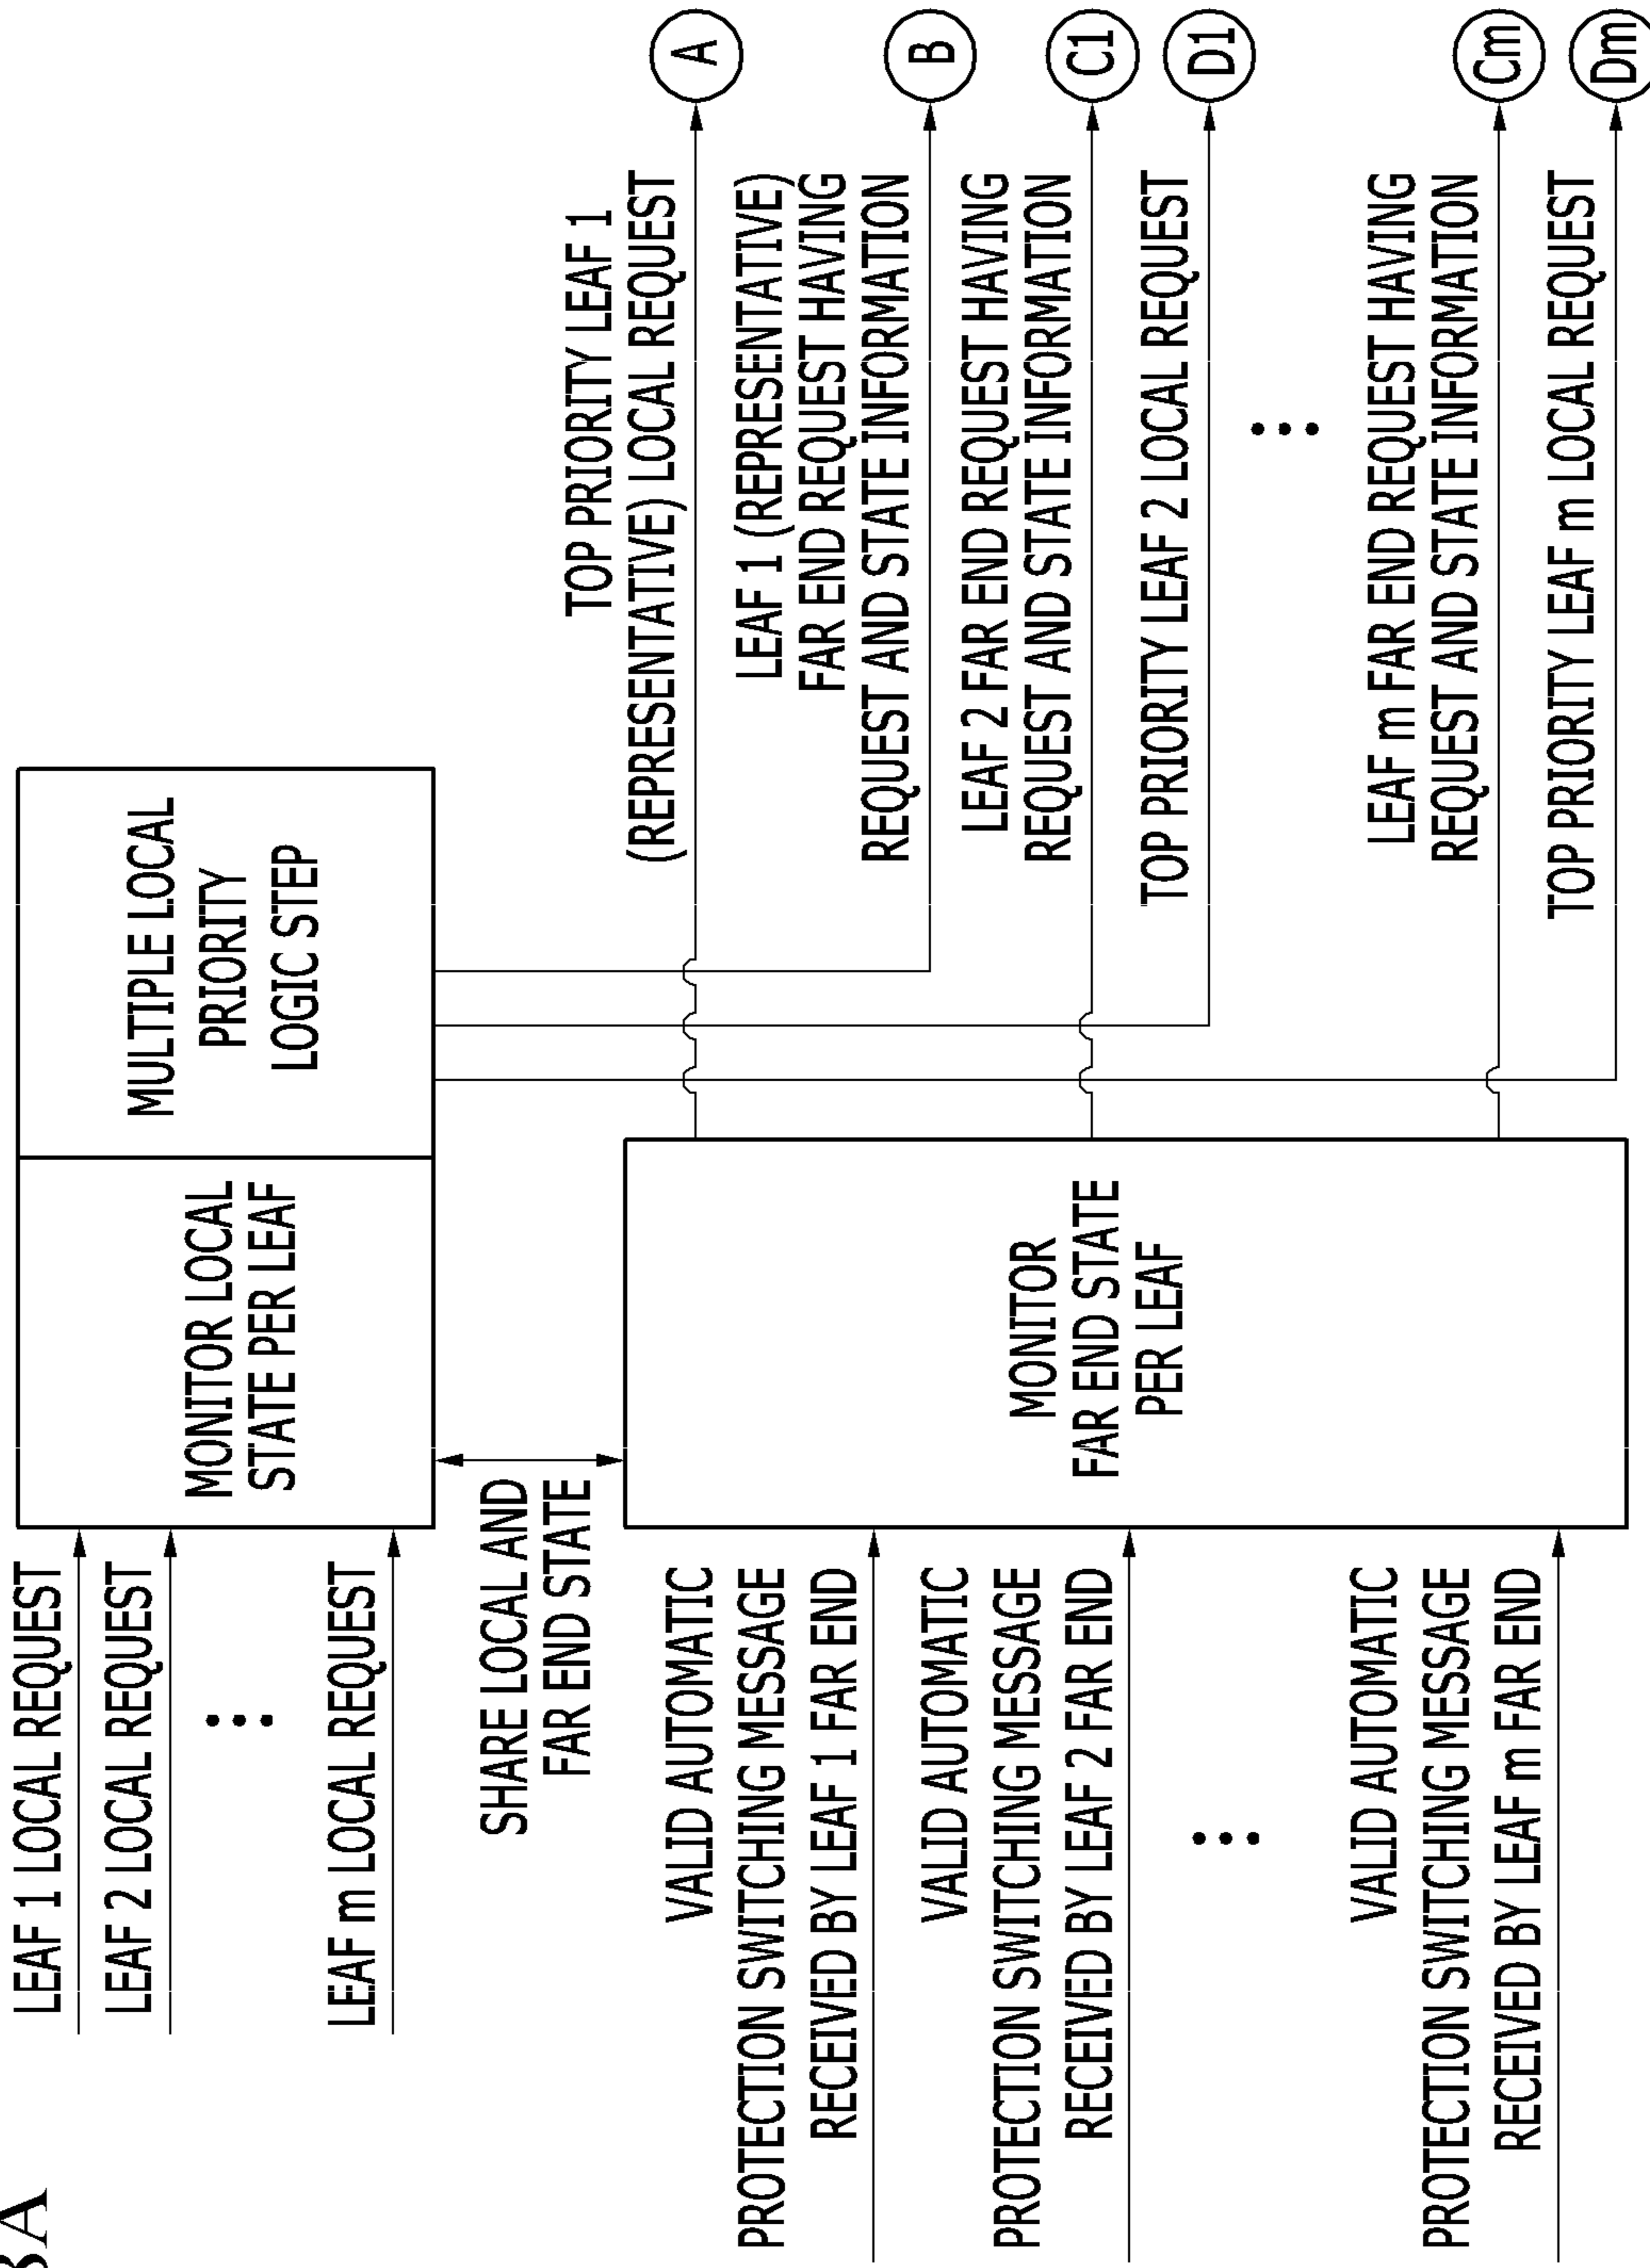 3A
LEAF 1 LOCAL REQUEST
LEAF 2 LOCAL REQUEST
LEAF m LOCAL REQUEST
MONITOR LOCAL
STATE PER LEAF
MULTIPLE LOCAL
PRIORITY
LOGIC STEP
SHARE LOCAL AND
FAR END STATE
VALID AUTOMATIC
PROTECTION SWITCHING MESSAGE
RECEIVED BY LEAF 1 FAR END
VALID AUTOMATIC
PROTECTION SWITCHING MESSAGE
RECEIVED BY LEAF 2 FAR END
VALID AUTOMATIC
PROTECTION SWITCHING MESSAGE
RECEIVED BY LEAF m FAR END
MONITOR
FAR END STATE
PER LEAF
TOP PRIORITY LEAF 1
(REPRESENTATIVE) LOCAL REQUEST
A
LEAF 1 (REPRESENTATIVE)
FAR END REQUEST HAVING
REQUEST AND STATE INFORMATION
B
LEAF 2 FAR END REQUEST HAVING
REQUEST AND STATE INFORMATION
C1
TOP PRIORITY LEAF 2 LOCAL REQUEST
D1
LEAF m FAR END REQUEST HAVING
REQUEST AND STATE INFORMATION
Cm
TOP PRIORITY LEAF m LOCAL REQUEST
Dm